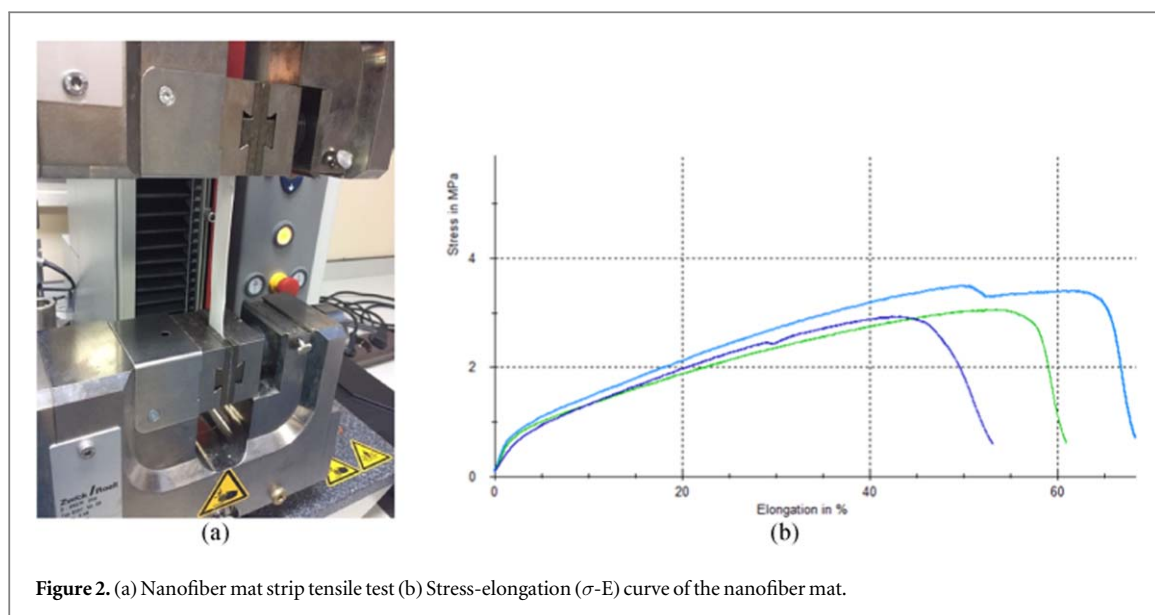 Zwick / Roell
(a)
Stress in MPa
4
2
0
0
20
40
60
Elongation in %
(b)
Figure 2. (a) Nanofiber mat strip tensile test (b) Stress-elongation (σ-E) curve of the nanofiber mat.